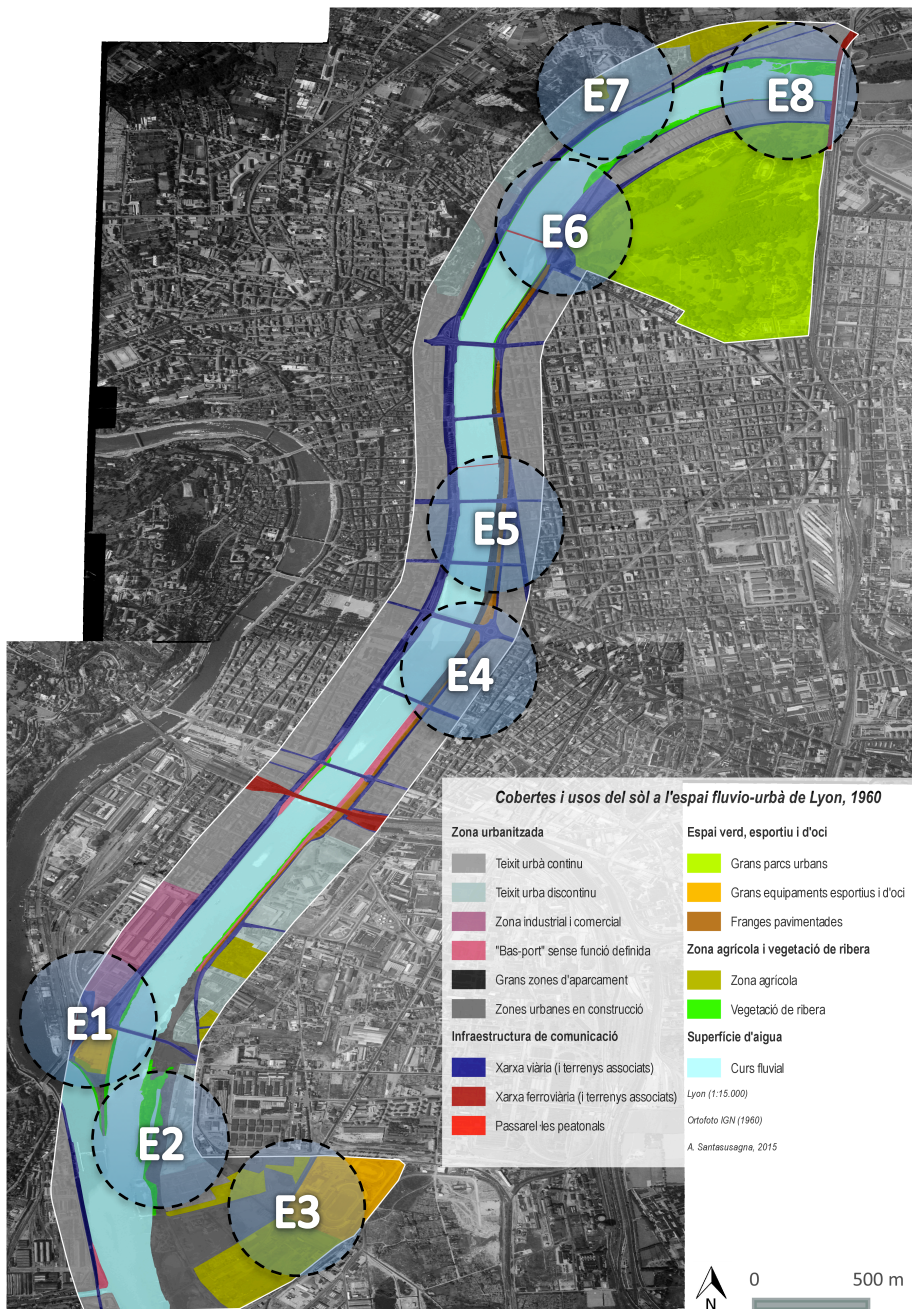 E7
E8
E6
E5
E4
E1
E2
E3
Cobertes i usos del sòl a l'espai fluvio-urbà de Lyon, 1960
Zona urbanitzada
Teixit urbà continu
Teixit urba discontinu
Zona industrial i comercial
"Bas-port" sense funció definida
Grans zones d'aparcament
Zones urbanes en construcció
Infraestructura de comunicació
Xarxa viària (i terrenys associats)
Xarxa ferroviària (i terrenys associats)
Passarel·les peatonals
Espai verd, esportiu i d'oci
Grans parcs urbans
Grans equipaments esportius i d'oci
Franges pavimentades
Zona agrícola i vegetació de ribera
Zona agrícola
Vegetació de ribera
Superfície d'aigua
Curs fluvial
Lyon (1:15.000)
Ortofoto IGN (1960)
A. Santasusagna, 2015
N
0 500 m